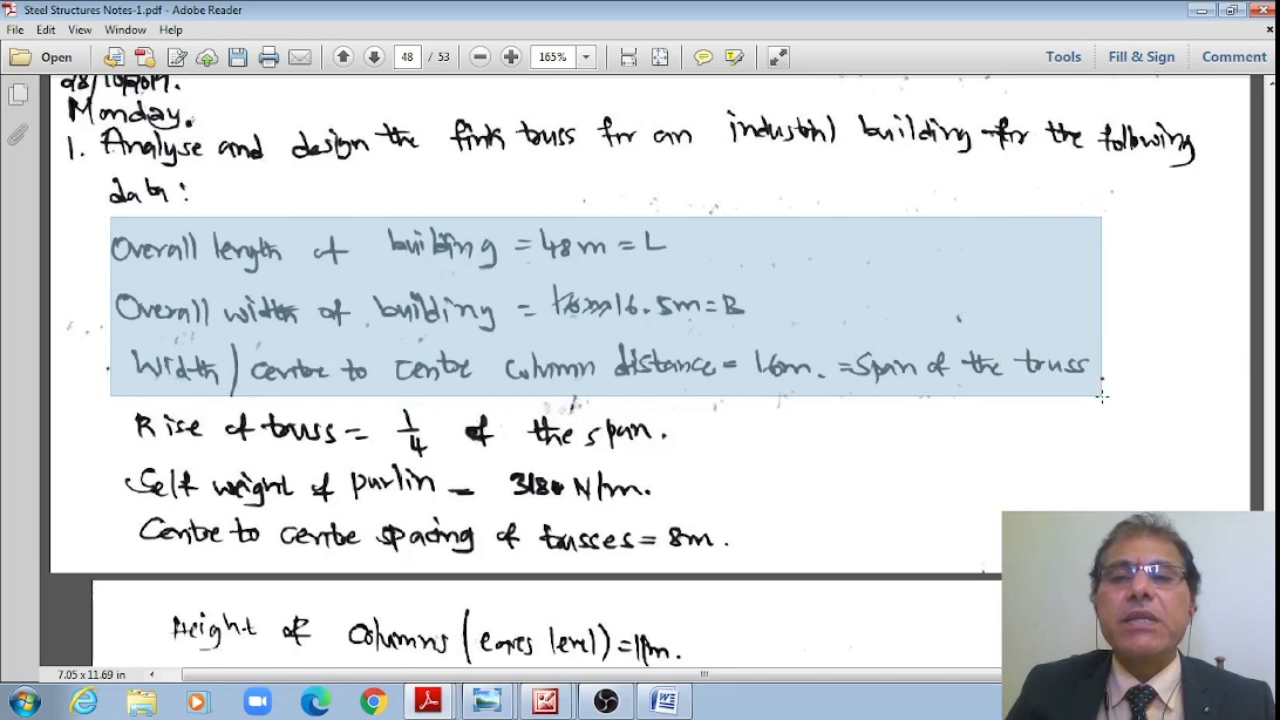 Steel Structures Notes-1.pdf - Adobe Reader
File Edit View Window Help
Open 48 / 53 165% Tools Fill & Sign Comment
Monday.
1. Analyse and design the fink truss for an industrial building for the following
data:
Overall length of building = 48m = L
Overall width of building = 16.5m = B
Width / centre to centre column distance = 16m. = Span of the truss
Rise of truss = 1/4 of the span.
Self weight of purlin = 318 N/m.
Centre to centre spacing of trusses = 8m.
Height of columns (eaves level) =
7.05 x 11.69 in